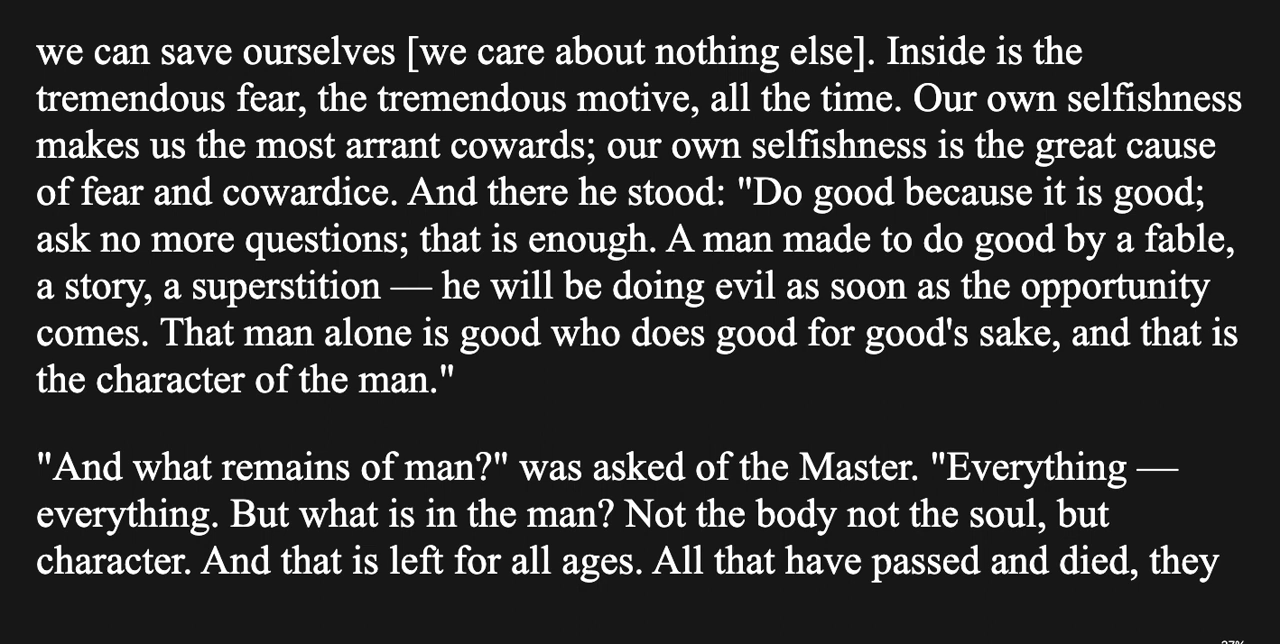 we can save ourselves [we care about nothing else]. Inside is the
tremendous fear, the tremendous motive, all the time. Our own selfishness
makes us the most arrant cowards; our own selfishness is the great cause
of fear and cowardice. And there he stood: "Do good because it is good;
ask no more questions; that is enough. A man made to do good by a fable,
a story, a superstition — he will be doing evil as soon as the opportunity
comes. That man alone is good who does good for good's sake, and that is
the character of the man."
"And what remains of man?" was asked of the Master. "Everything —
everything. But what is in the man? Not the body not the soul, but
character. And that is left for all ages. All that have passed and died, they